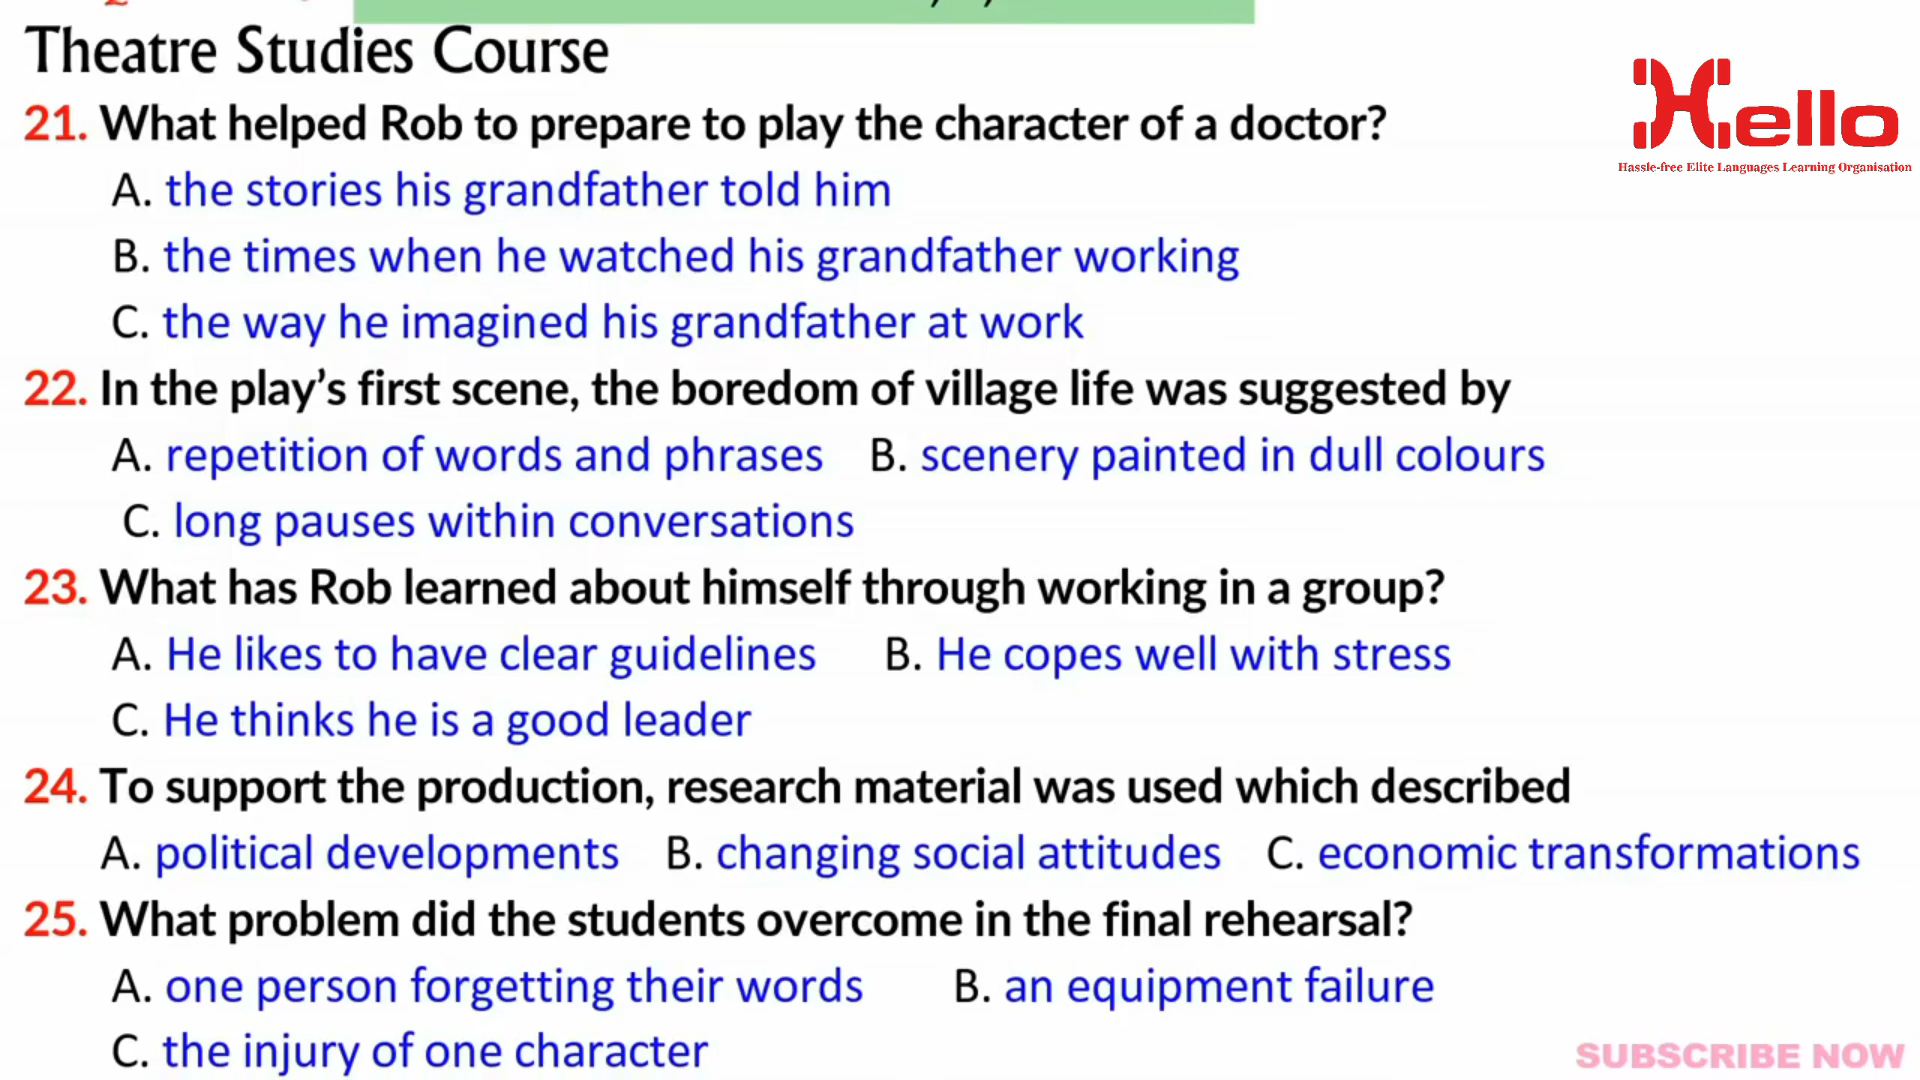 Theatre Studies Course
Hello
Hassle-free Elite Languages Learning Organisation
21. What helped Rob to prepare to play the character of a doctor?
A. the stories his grandfather told him
B. the times when he watched his grandfather working
C. the way he imagined his grandfather at work
22. In the play's first scene, the boredom of village life was suggested by
A. repetition of words and phrases B. scenery painted in dull colours
C. long pauses within conversations
23. What has Rob learned about himself through working in a group?
A. He likes to have clear guidelines B. He copes well with stress
C. He thinks he is a good leader
24. To support the production, research material was used which described
A. political developments B. changing social attitudes C. economic transformations
25. What problem did the students overcome in the final rehearsal?
A. one person forgetting their words B. an equipment failure
C. the injury of one character
SUBSCRIBE NOW